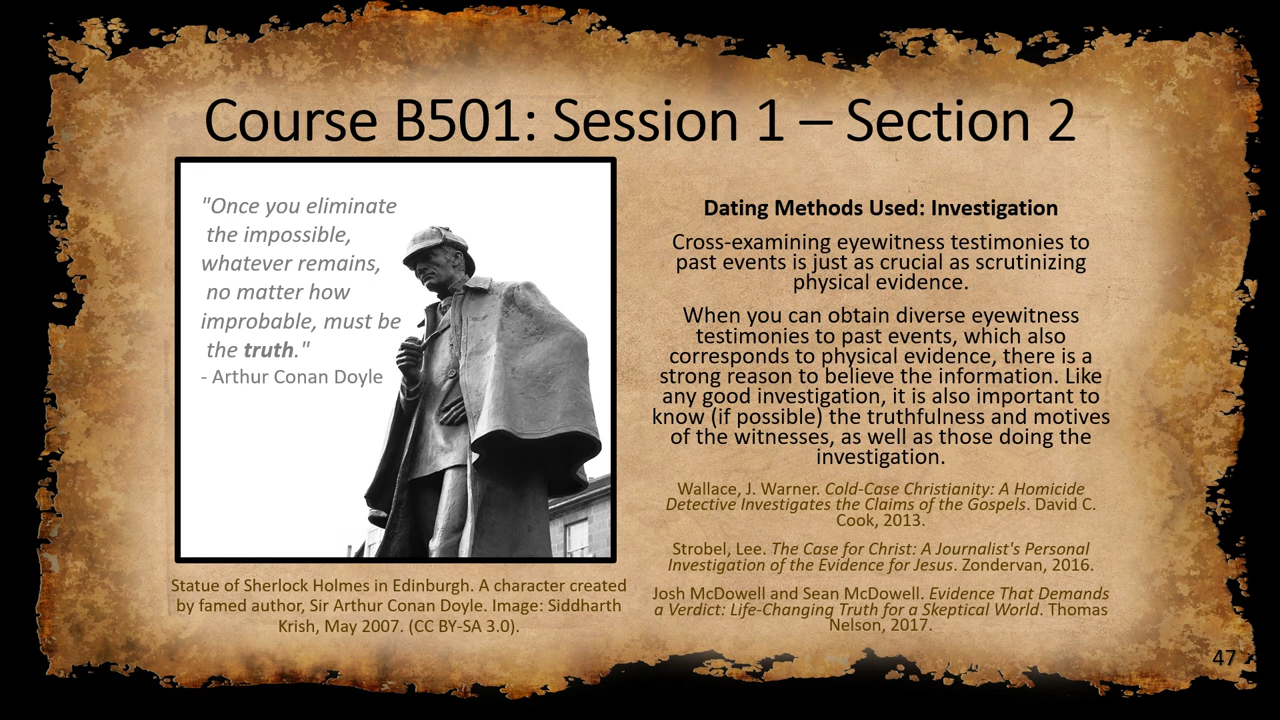 Course B501: Session 1 – Section 2
"Once you eliminate
the impossible,
whatever remains,
no matter how
improbable, must be
the truth."
- Arthur Conan Doyle
Statue of Sherlock Holmes in Edinburgh. A character created
by famed author, Sir Arthur Conan Doyle. Image: Siddharth
Krish, May 2007. (CC BY-SA 3.0).
Dating Methods Used: Investigation
Cross-examining eyewitness testimonies to
past events is just as crucial as scrutinizing
physical evidence.
When you can obtain diverse eyewitness
testimonies to past events, which also
corresponds to physical evidence, there is a
strong reason to believe the information. Like
any good investigation, it is also important to
know (if possible) the truthfulness and motives
of the witnesses, as well as those doing the
investigation.
Wallace, J. Warner. Cold-Case Christianity: A Homicide
Detective Investigates the Claims of the Gospels. David C.
Cook, 2013.
Strobel, Lee. The Case for Christ: A Journalist's Personal
Investigation of the Evidence for Jesus. Zondervan, 2016.
Josh McDowell and Sean McDowell. Evidence That Demands
a Verdict: Life-Changing Truth for a Skeptical World. Thomas
Nelson, 2017.
47